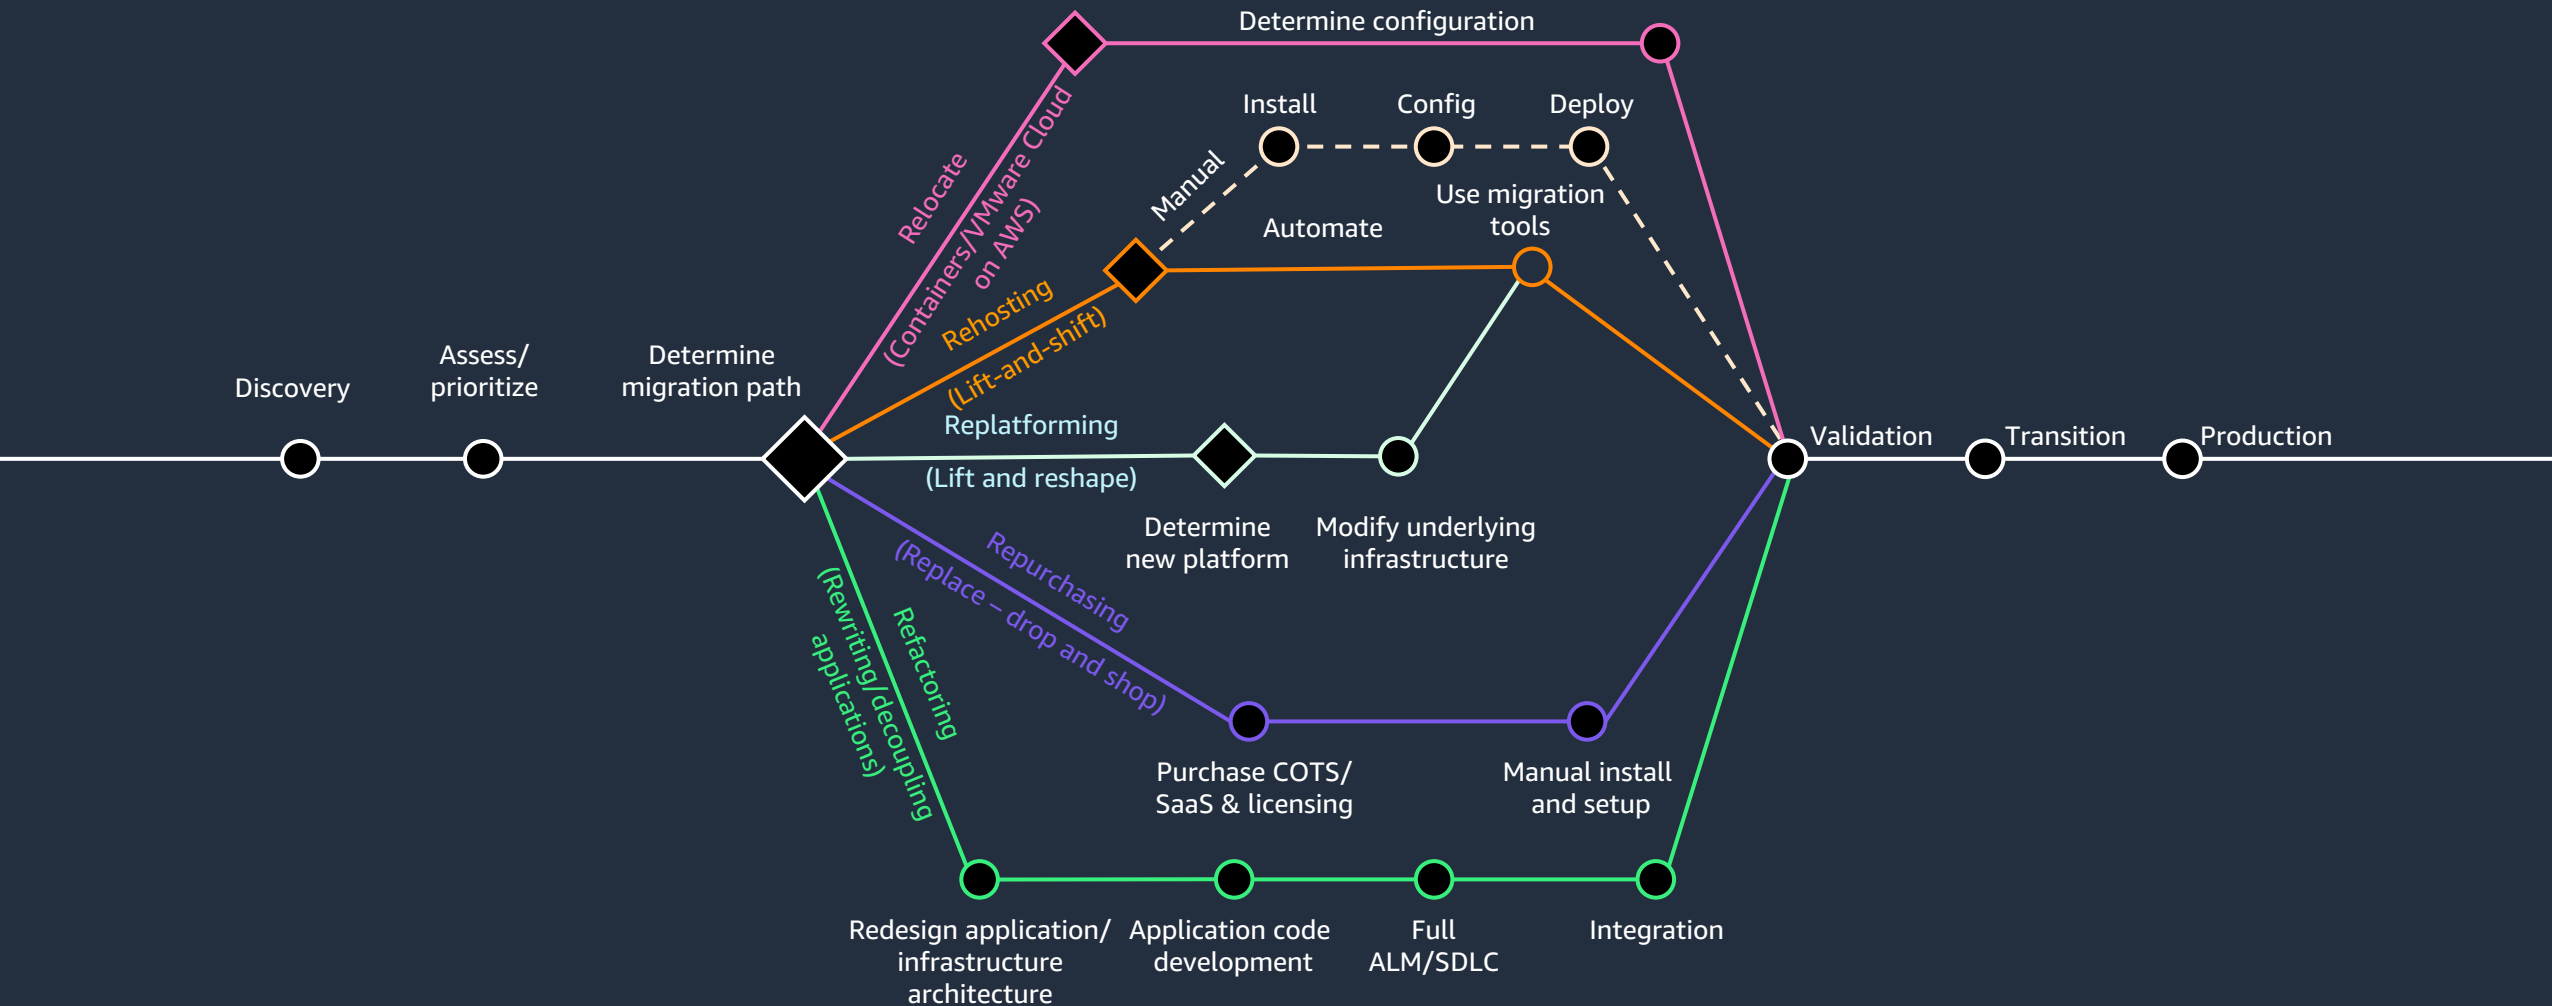 Determine configuration
Install
Config
Deploy
Manual
Relocate
(Containers/VMware Cloud
on AWS)
Automate
Use migration
tools
Rehosting
(Lift-and-shift)
Discovery
Assess/
prioritize
Determine
migration path
Replatforming
(Lift and reshape)
Determine
new platform
Modify underlying
infrastructure
Validation
Transition
Production
Repurchasing
(Replace – drop and shop)
Purchase COTS/
SaaS & licensing
Manual install
and setup
Refactoring
(Rewriting/decoupling
applications)
Redesign application/
infrastructure
architecture
Application code
development
Full
ALM/SDLC
Integration